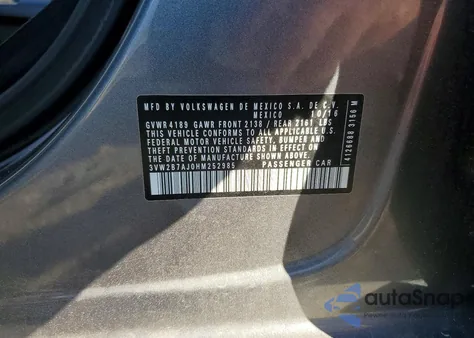 MFD BY VOLKSWAGEN DE MEXICO S.A. DE C.V.
MEXICO 10/16
GVWR 4189 GAWR FRONT 2138 / REAR LBS
THIS VEHICLE CONFORMS TO ALL APPLICABLE U.S.
FEDERAL MOTOR VEHICLE SAFETY, BUMPER AND
THEFT PREVENTION STANDARDS IN EFFECT ON THE
DATE OF MANUFACTURE SHOWN ABOVE.
3VW2B7AJ0HM252985 PASSENGER CAR
autoSnap